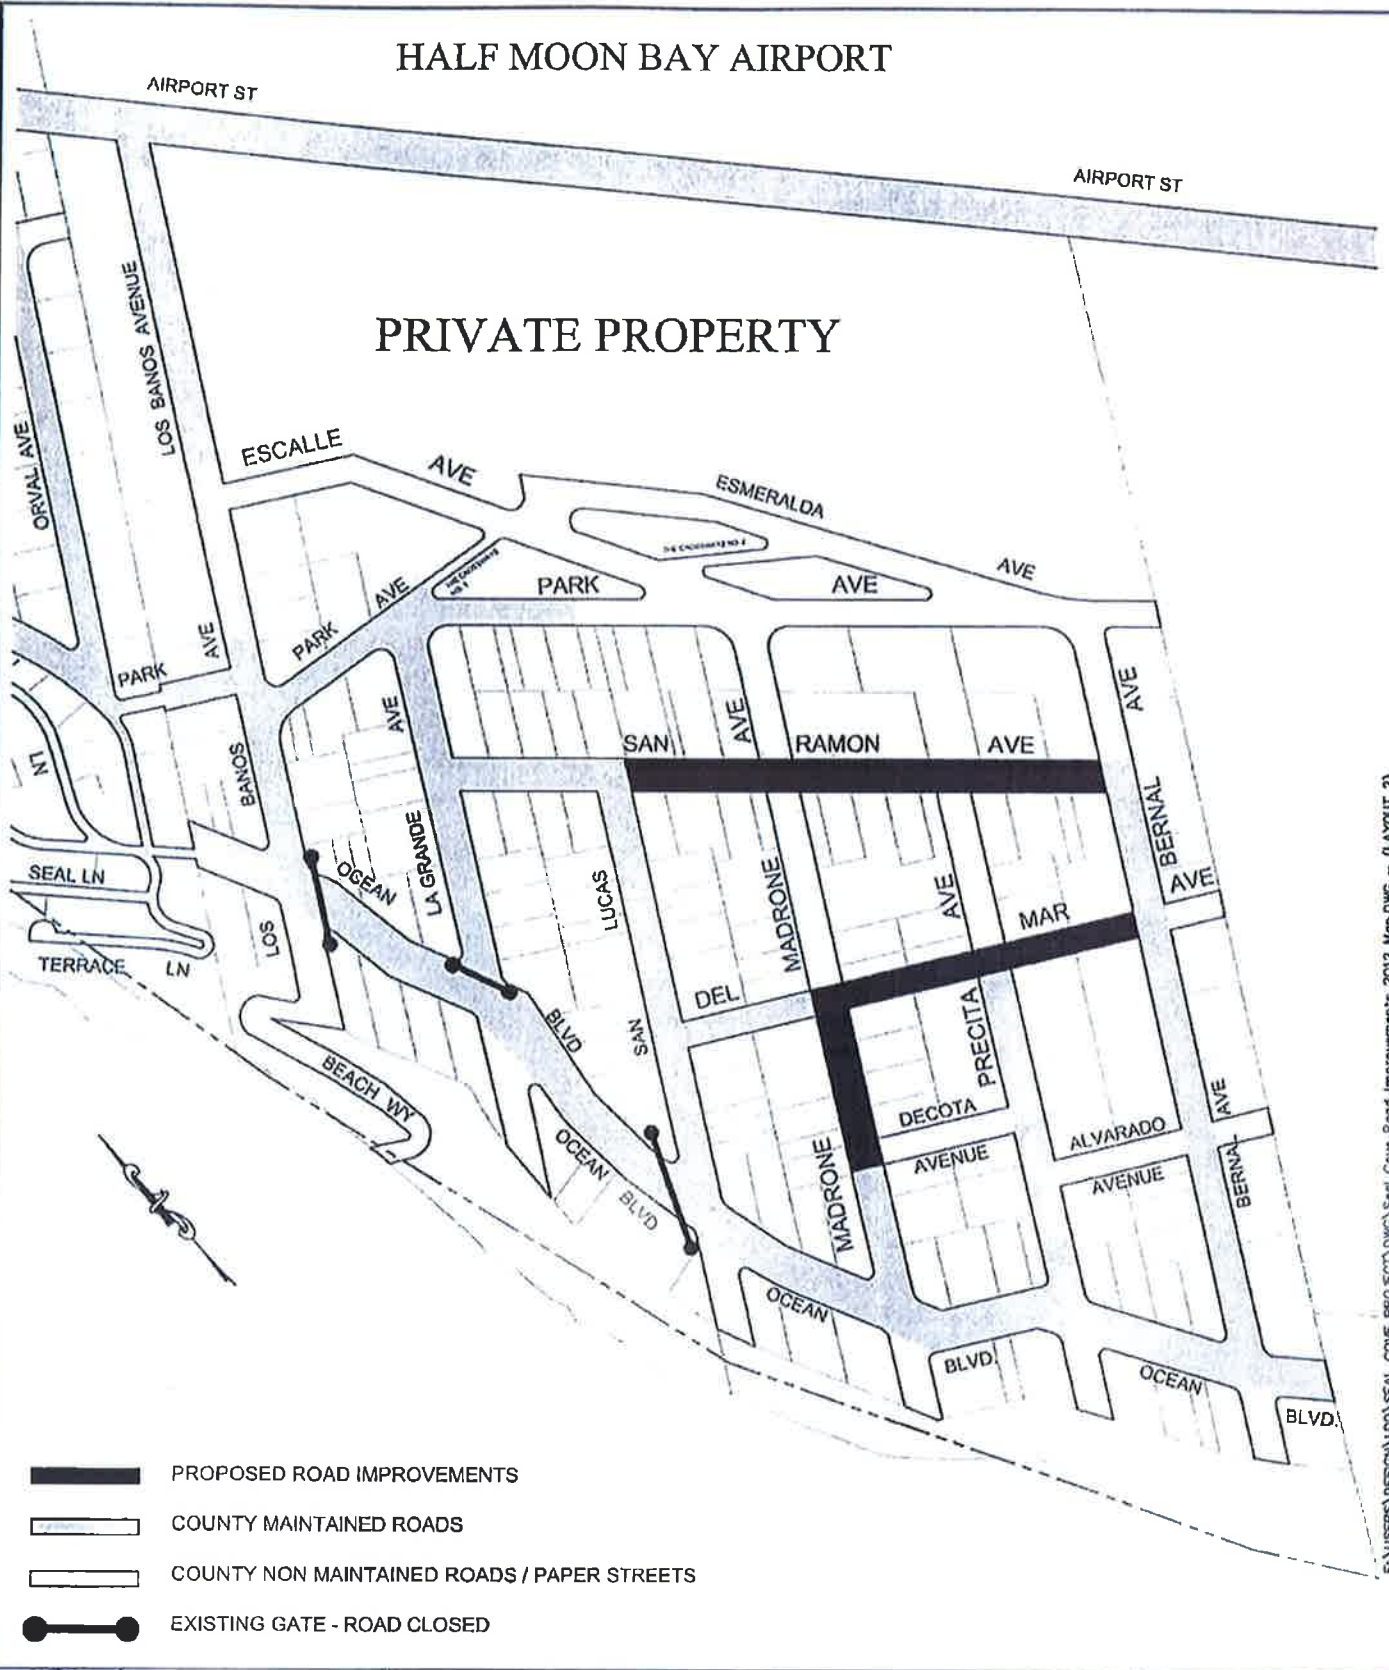 HALF MOON BAY AIRPORT
AIRPORT ST
AIRPORT ST
PRIVATE PROPERTY
LOS BANOS AVENUE
ORVAL AVE
ESCALLE
AVE
ESMERALDA
AVE
PARK
AVE
PARK
AVE
PARK
AVE
AVE
AVE
AVE
BERNAL
AVE
SAN
RAMON
AVE
LN
BANOS
LOS
LA GRANDE
OCEAN
BLVD
LUCAS
SAN
MADRONE
AVE
MAR
DEL
SEAL LN
TERRACE
LN
BEACH WY
OCEAN
BLVD
PRECITA
DECOTA
AVENUE
MADRONE
ALVARADO
AVENUE
AVE
BERNAL
OCEAN
BLVD.
OCEAN
BLVD.
PROPOSED ROAD IMPROVEMENTS
COUNTY MAINTAINED ROADS
COUNTY NON MAINTAINED ROADS / PAPER STREETS
EXISTING GATE - ROAD CLOSED